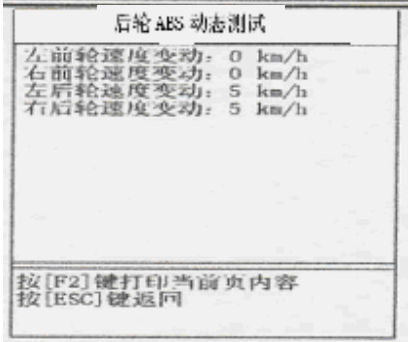 后轮 ABS 动态测试
左前轮速度变动: 0 km/h
右前轮速度变动: 0 km/h
左后轮速度变动: 5 km/h
右后轮速度变动: 5 km/h
按[F2]键打印当前页内容
按[ESC]键返回